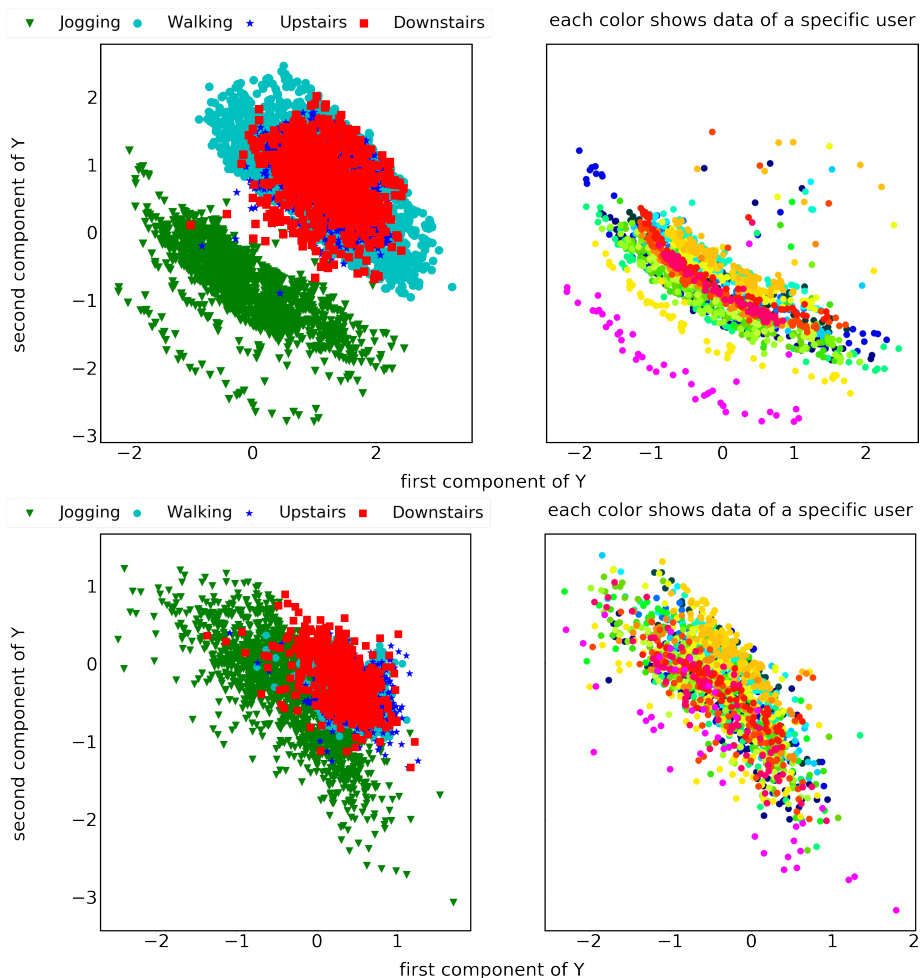 Jogging Walking Upstairs Downstairs
each color shows data of a specific user
second component of Y
2
1
0
−1
−2
−3
−2 0 2
−2 −1 0 1 2
first component of Y
Jogging Walking Upstairs Downstairs
each color shows data of a specific user
second component of Y
1
0
−1
−2
−3
−2 −1 0 1
−2 −1 0 1 2
first component of Y